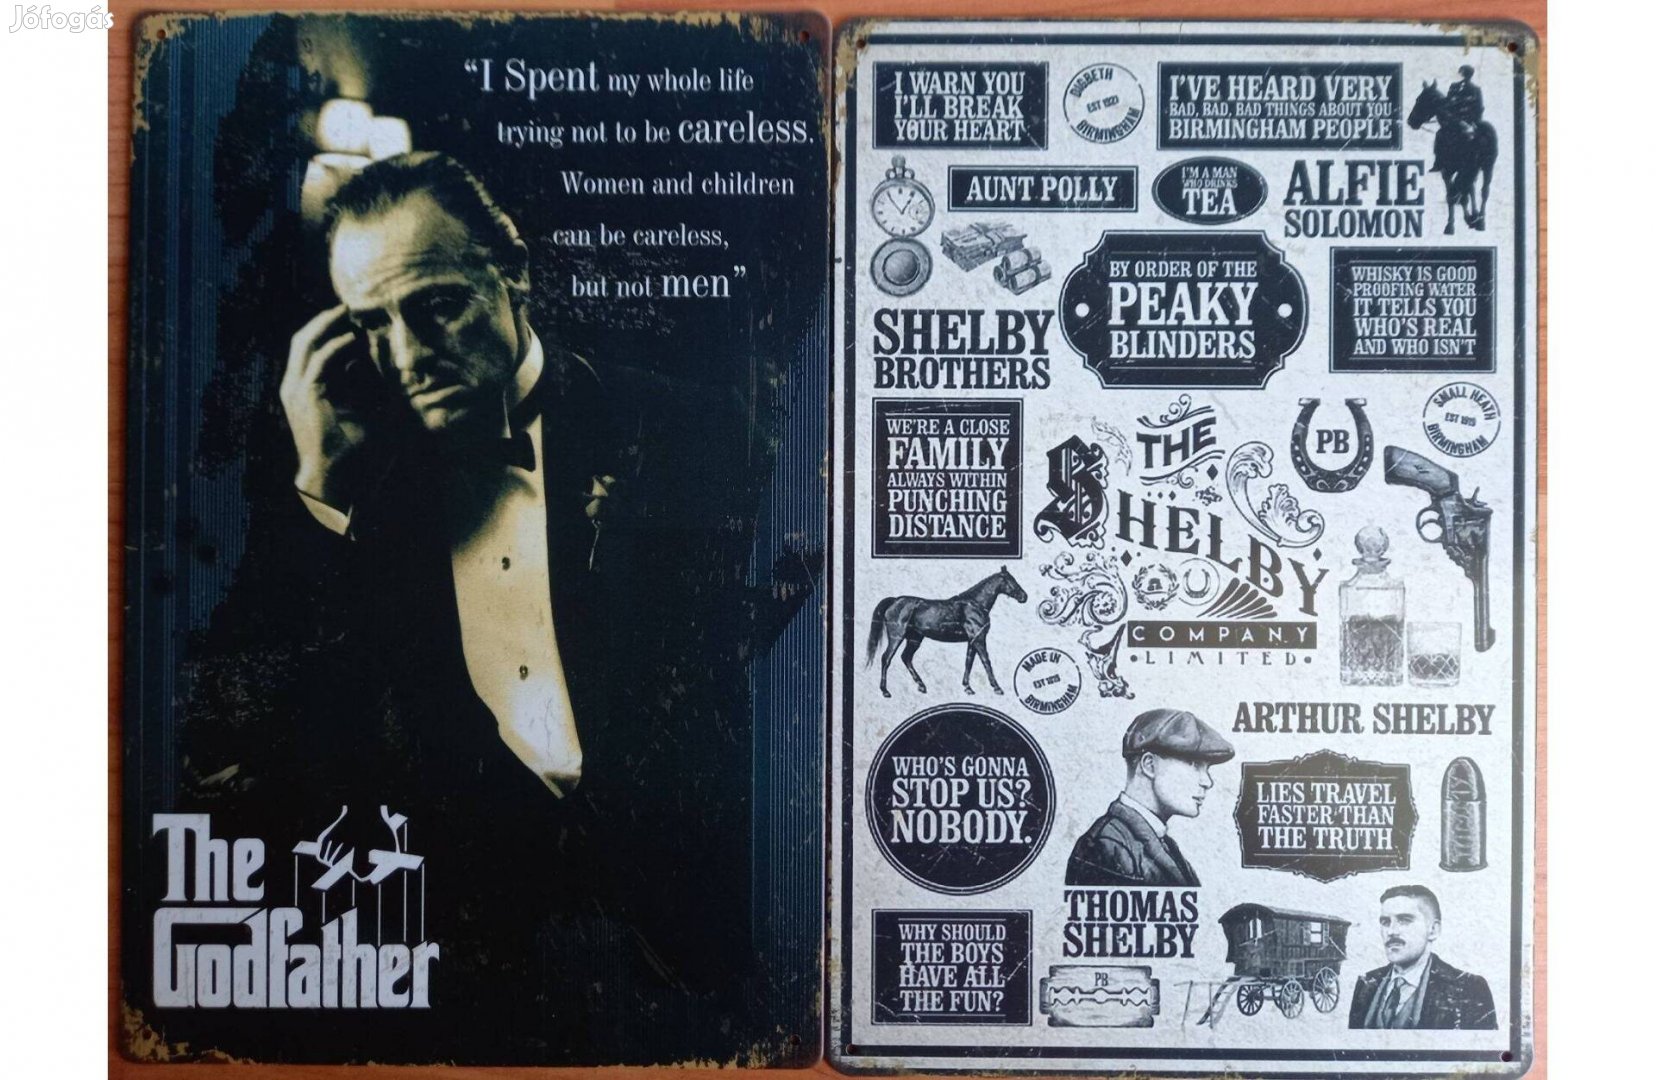 Jófogás
“I Spent my whole life
trying not to be careless.
Women and children
can be careless,
but not men”
The
Godfather
I WARN YOU
I'LL BREAK
YOUR HEART
DIGBETH
EST 1921
BIRMINGHAM
I'VE HEARD VERY
BAD, BAD, BAD THINGS ABOUT YOU
BIRMINGHAM PEOPLE
AUNT POLLY
I'M A MAN
WHO DRINKS
TEA
ALFIE
SOLOMON
BY ORDER OF THE
PEAKY
BLINDERS
WHISKY IS GOOD
PROOFING WATER
IT TELLS YOU
WHO'S REAL
AND WHO ISN'T
SHELBY
BROTHERS
WE'RE A CLOSE
FAMILY
ALWAYS WITHIN
PUNCHING
DISTANCE
THE
SHELBY
COMPANY
·LIMITED·
PB
SMALL HEATH
EST 1915
BIRMINGHAM
MADE IN
EST 1919
BIRMINGHAM
ARTHUR SHELBY
WHO'S GONNA
STOP US?
NOBODY.
LIES TRAVEL
FASTER THAN
THE TRUTH
THOMAS
SHELBY
WHY SHOULD
THE BOYS
HAVE ALL
THE FUN?
PB